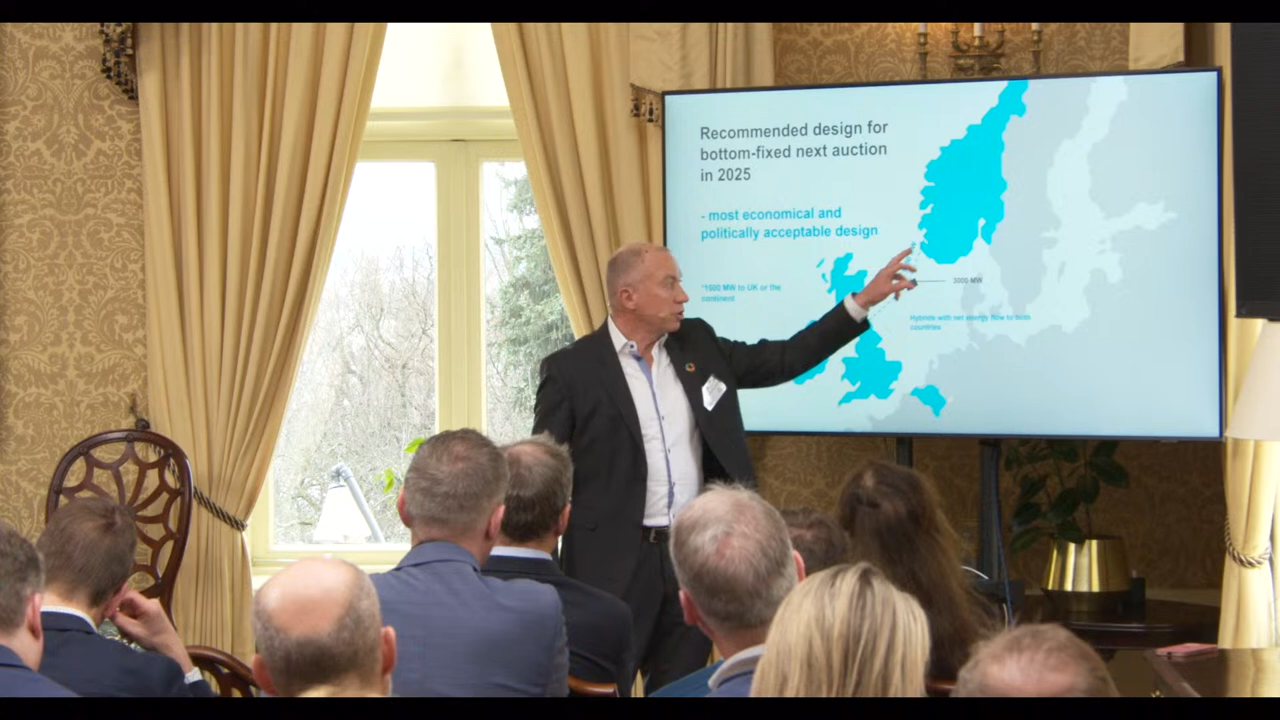 Recommended design for
bottom-fixed next auction
in 2025
- most economical and
politically acceptable design
*1500 MW to UK or the
continent
3000 MW
Hybrids with net energy flow to both
countries